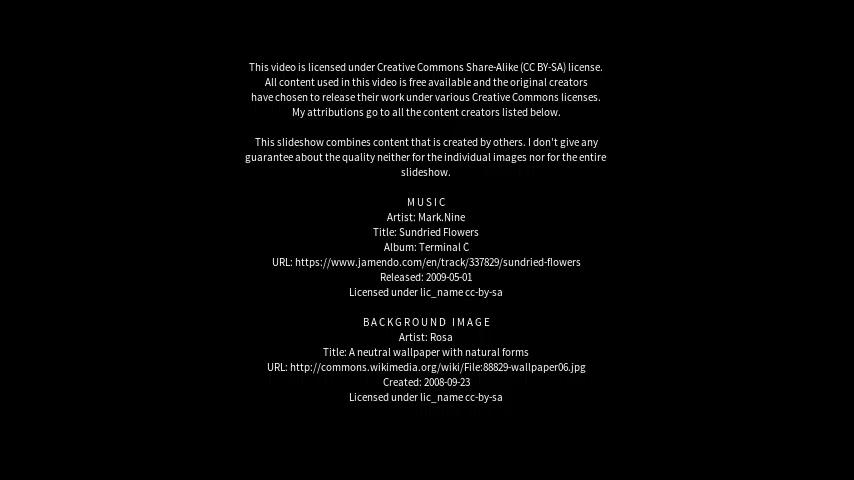 This video is licensed under Creative Commons Share-Alike (CC BY-SA) license.
All content used in this video is free available and the original creators
have chosen to release their work under various Creative Commons licenses.
My attributions go to all the content creators listed below.
This slideshow combines content that is created by others. I don't give any
guarantee about the quality neither for the individual images nor for the entire
slideshow.
M U S I C
Artist: Mark.Nine
Title: Sundried Flowers
Album: Terminal C
URL: https://www.jamendo.com/en/track/337829/sundried-flowers
Released: 2009-05-01
Licensed under lic_name cc-by-sa
B A C K G R O U N D   I M A G E
Artist: Rosa
Title: A neutral wallpaper with natural forms
URL: http://commons.wikimedia.org/wiki/File:88829-wallpaper06.jpg
Created: 2008-09-23
Licensed under lic_name cc-by-sa